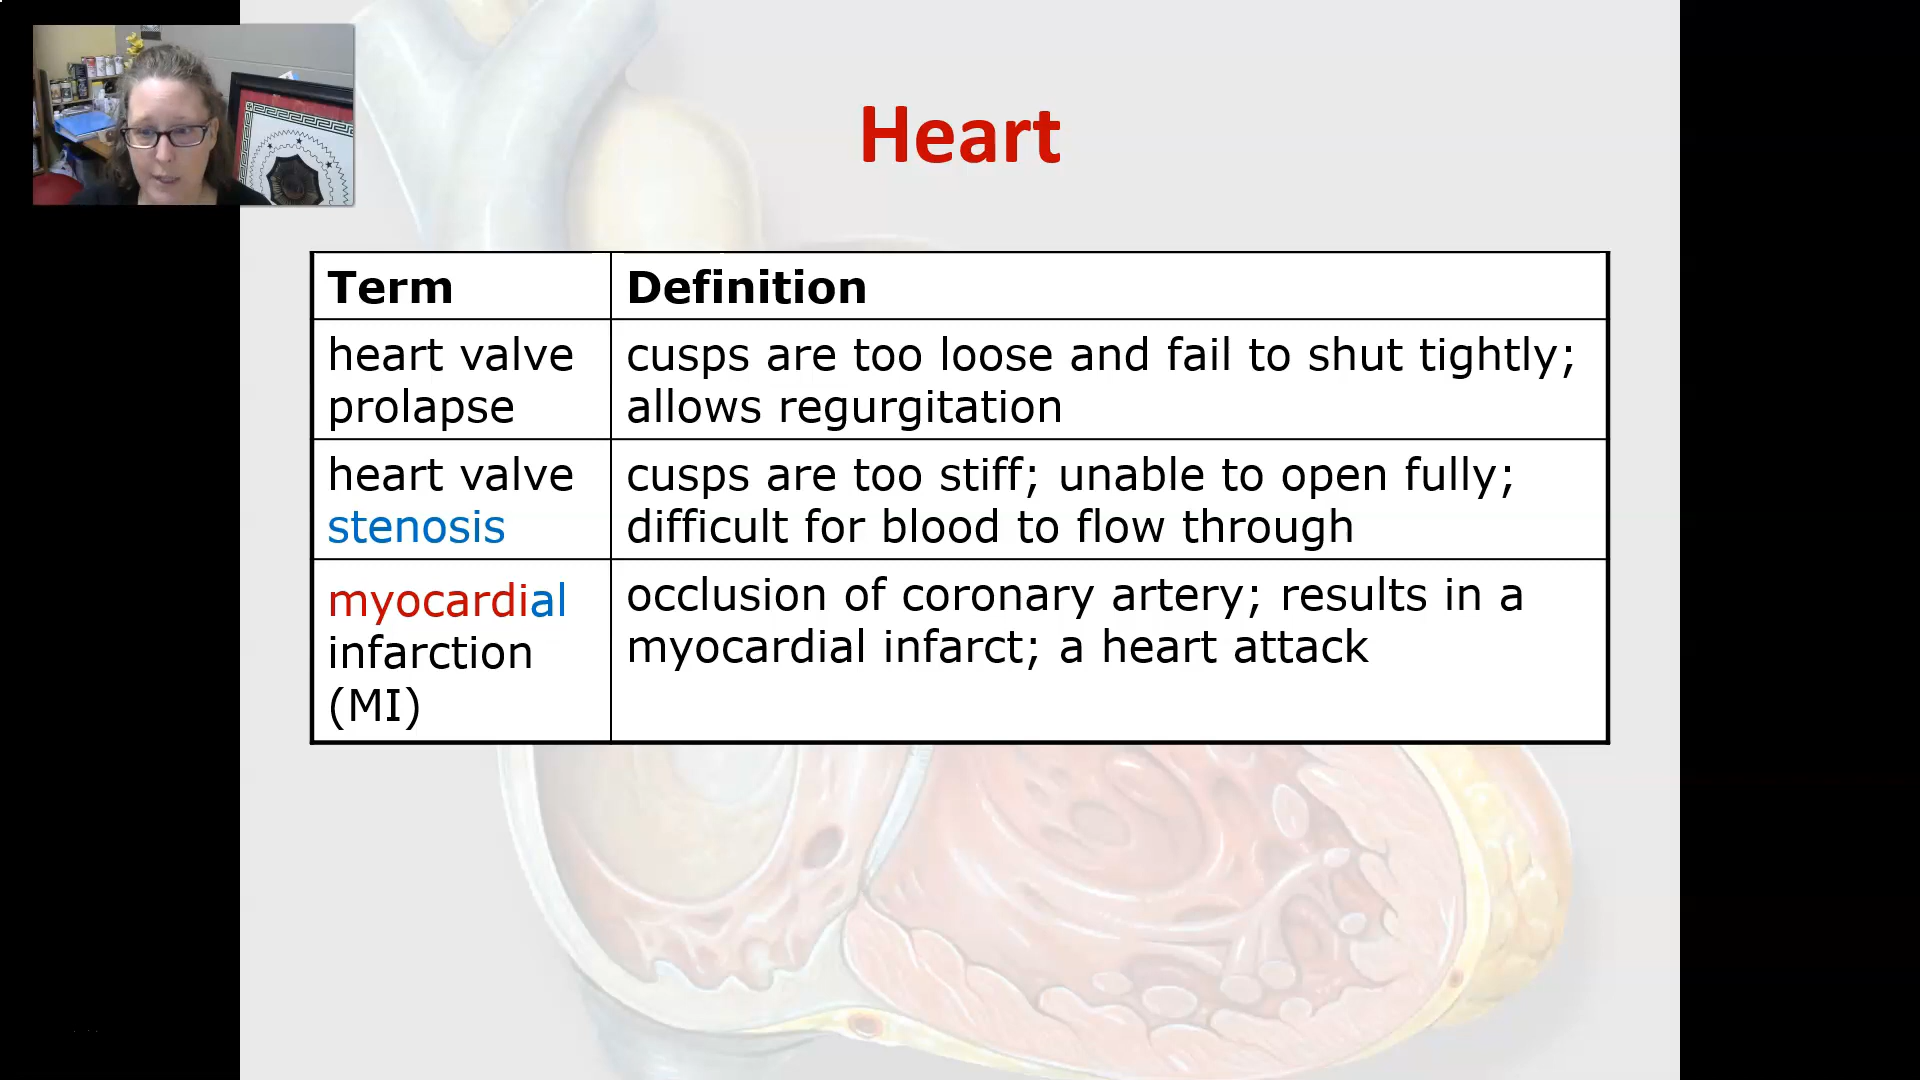 Heart
Term
Definition
heart valve
prolapse
cusps are too loose and fail to shut tightly;
allows regurgitation
heart valve
stenosis
cusps are too stiff; unable to open fully;
difficult for blood to flow through
myocardial
infarction
(MI)
occlusion of coronary artery; results in a
myocardial infarct; a heart attack